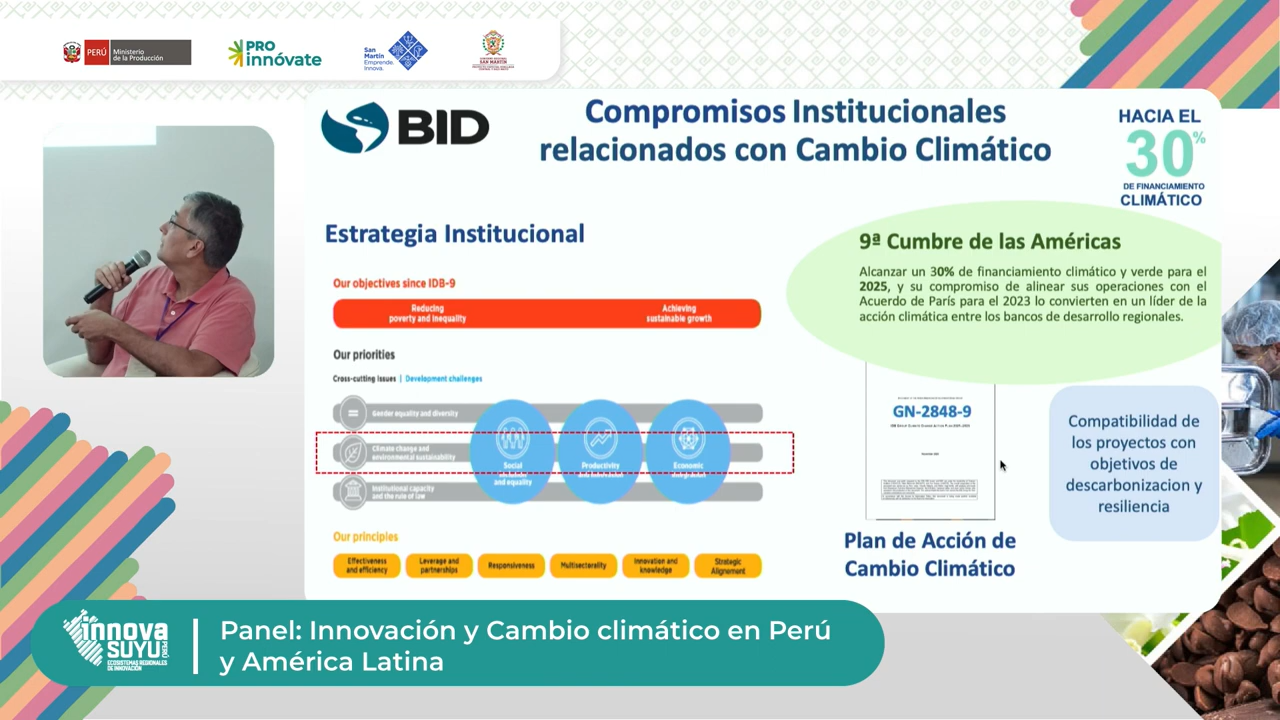 PERÚ
Ministerio
de la Producción
PRO
innóvate
San
Martín
Emprende.
Innova.
SAN MARTÍN
BID
Compromisos Institucionales
relacionados con Cambio Climático
HACIA EL
30%
DE FINANCIAMIENTO
CLIMÁTICO
Estrategia Institucional
Our objectives since IDB-9
Reducing
poverty and inequality
Achieving
sustainable growth
Our priorities
Cross-cutting issues | Development challenges
Gender equality and diversity
Climate change and
environmental sustainability
Institutional capacity
and the rule of law
Social
and equality
Productivity
Economic
Our principles
Effectiveness
and efficiency
Leverage and
partnerships
Responsiveness
Multisectorality
Innovation and
knowledge
Strategic
Alignement
9ª Cumbre de las Américas
Alcanzar un 30% de financiamiento climático y verde para el
2025, y su compromiso de alinear sus operaciones con el
Acuerdo de París para el 2023 lo convierten en un líder de la
acción climática entre los bancos de desarrollo regionales.
GN-2848-9
Plan de Acción de
Cambio Climático
Compatibilidad de
los proyectos con
objetivos de
descarbonizacion y
resiliencia
innova
SUYU
PERÚ
ECOSISTEMAS REGIONALES
DE INNOVACIÓN
Panel: Innovación y Cambio climático en Perú
y América Latina